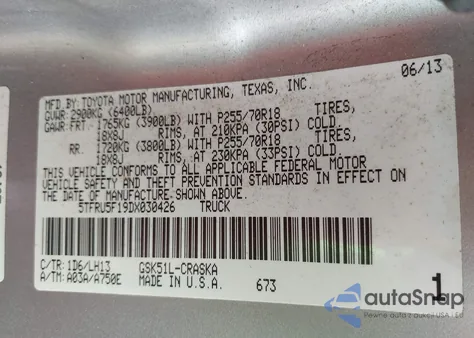 MFD.BY:TOYOTA MOTOR MANUFACTURING, TEXAS, INC. 06/13
GVWR:2900KG (6400LB)
GAWR:FRT: 1765KG (3900LB) WITH P255/70R18 TIRES,
18X8J RIMS, AT 210KPA (30PSI) COLD
RR. 1720KG (3800LB) WITH P255/70R18 TIRES,
18X8J RIMS, AT 230KPA (33PSI) COLD
THIS VEHICLE CONFORMS TO ALL APPLICABLE FEDERAL MOTOR
VEHICLE SAFETY AND THEFT PREVENTION STANDARDS IN EFFECT ON
THE DATE OF MANUFACTURE SHOWN ABOVE.
5TFRU5F19DX030426 TRUCK
C/TR:1D6/LH13 GSK51L-CRASKA
A/TM:A03A/A750E MADE IN U.S.A. 673 1
autoSnap